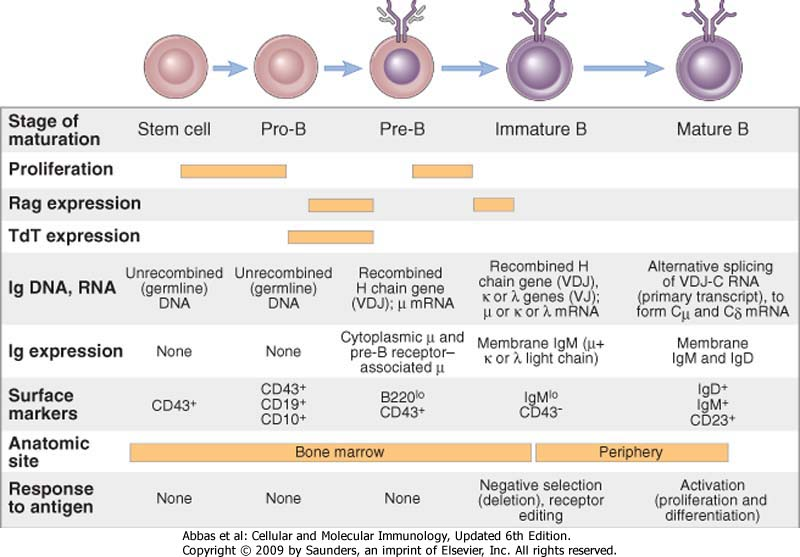 Stage of
maturation
Stem cell
Pro-B
Pre-B
Immature B
Mature B
Proliferation
Rag expression
TdT expression
Ig DNA, RNA
Unrecombined
(germline)
DNA
Unrecombined
(germline)
DNA
Recombined
H chain gene
(VDJ); μ mRNA
Recombined H
chain gene (VDJ),
κ or λ genes (VJ);
μ or κ or λ mRNA
Alternative splicing
of VDJ-C RNA
(primary transcript), to
form Cμ and Cδ mRNA
Ig expression
None
None
Cytoplasmic μ and
pre-B receptor–
associated μ
Membrane IgM (μ+
κ or λ light chain)
Membrane
IgM and IgD
Surface
markers
CD43+
CD43+
CD19+
CD10+
B220lo
CD43+
IgMlo
CD43-
IgD+
IgM+
CD23+
Anatomic
site
Bone marrow
Periphery
Response
to antigen
None
None
None
Negative selection
(deletion), receptor
editing
Activation
(proliferation and
differentiation)
Abbas et al: Cellular and Molecular Immunology, Updated 6th Edition.
Copyright © 2009 by Saunders, an imprint of Elsevier, Inc. All rights reserved.